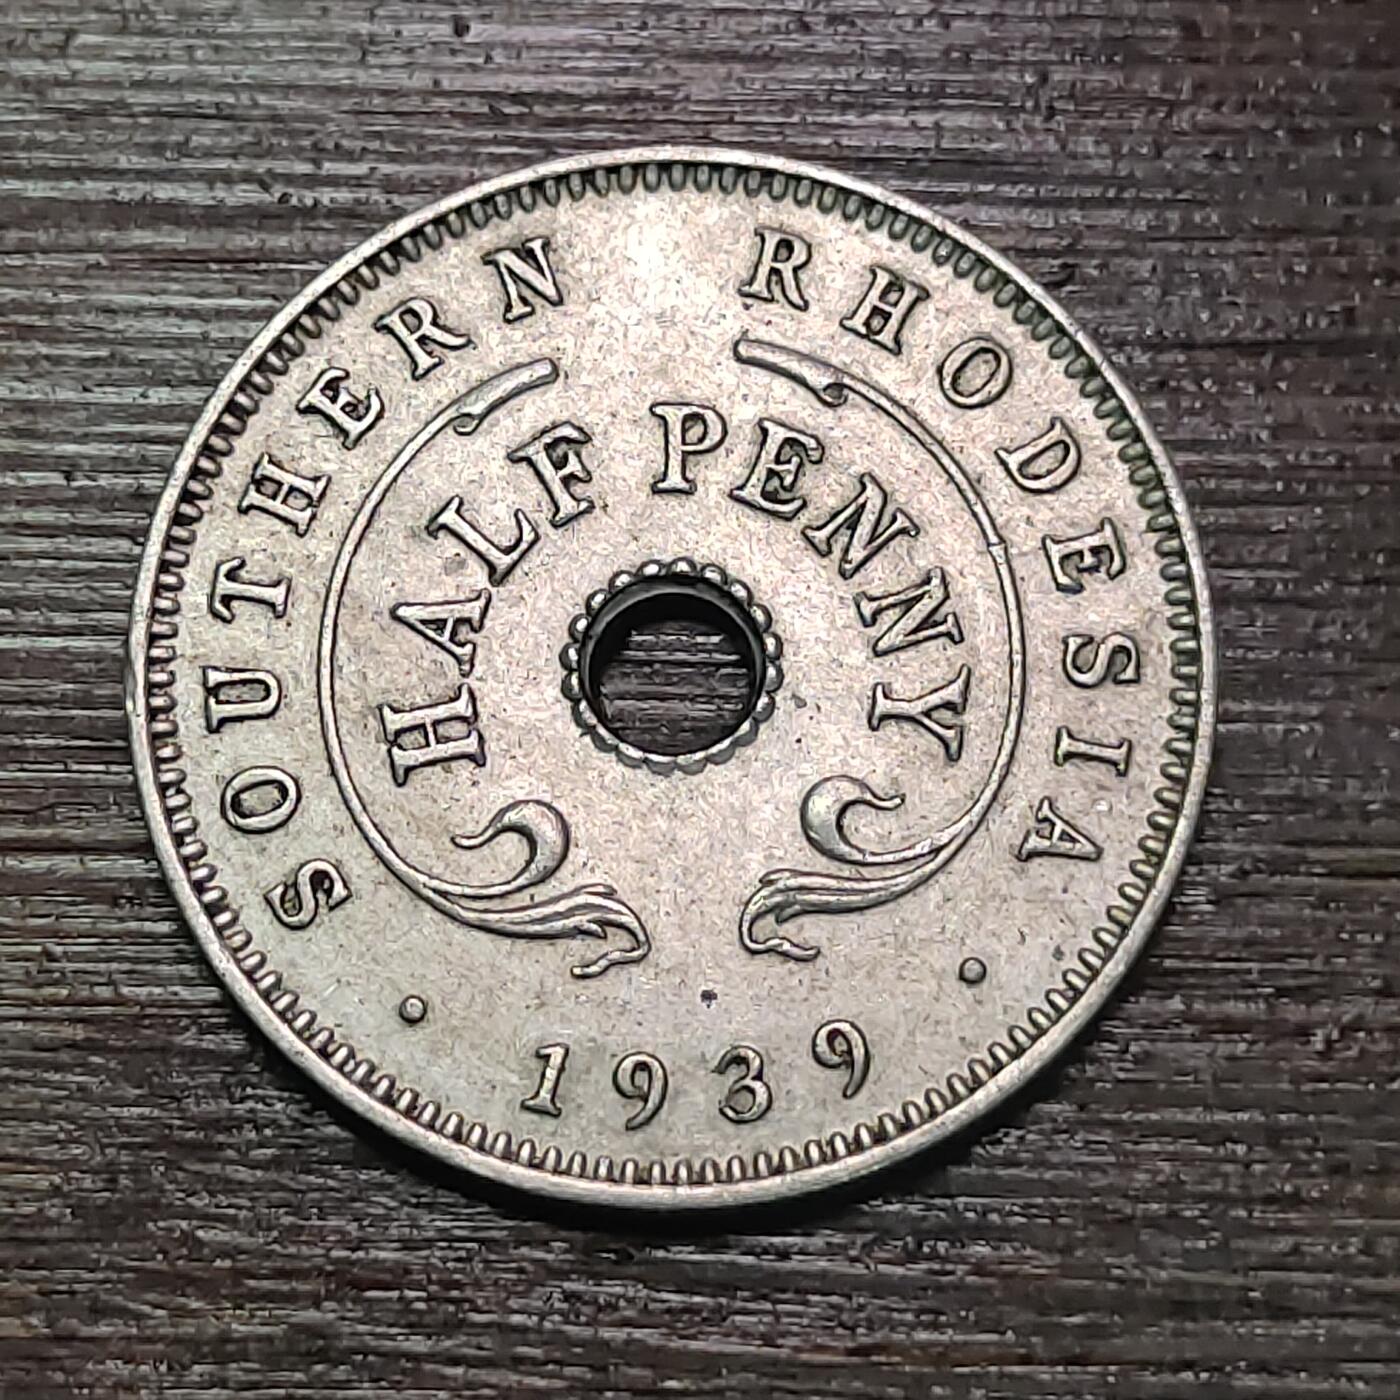 SOUTHERN RHODESIA
HALF PENNY
· 1939 ·